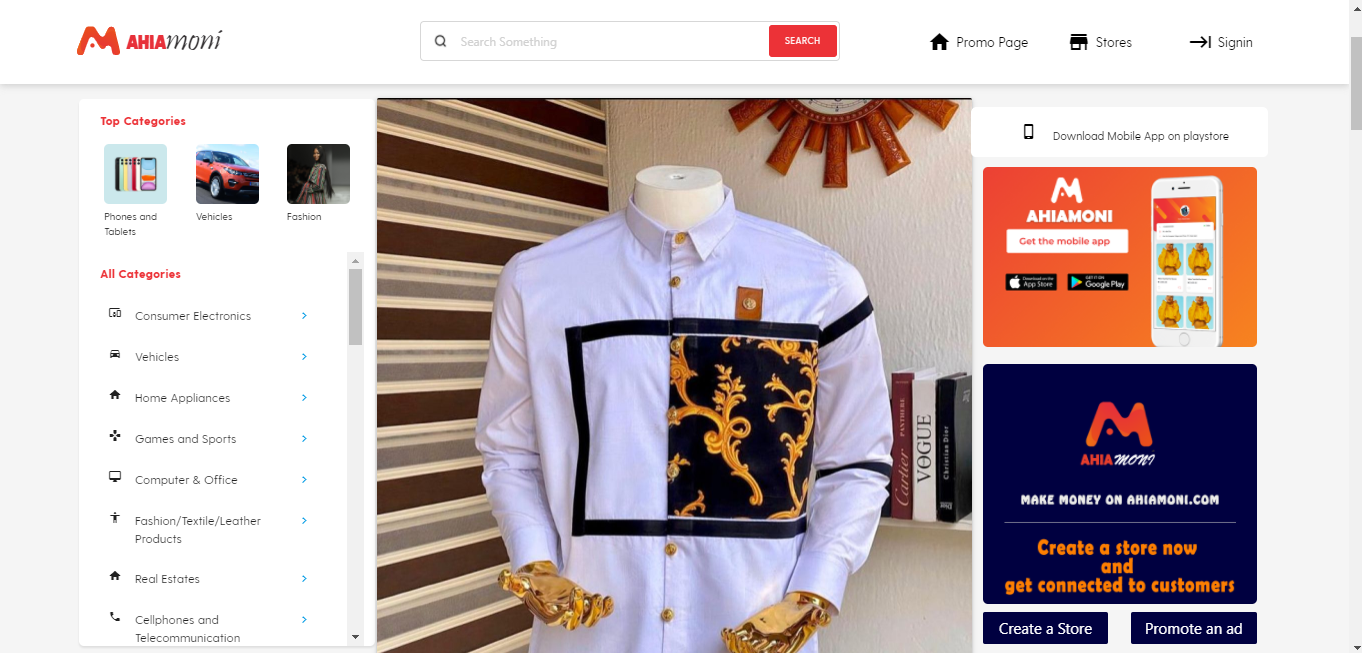 AHIAmoni
Search Something
SEARCH
Promo Page
Stores
Signin
Top Categories
Phones and
Tablets
Vehicles
Fashion
All Categories
Consumer Electronics
Vehicles
Home Appliances
Games and Sports
Computer & Office
Fashion/Textile/Leather
Products
Real Estates
Cellphones and
Telecommunication
PANTHERE
Cartier
VOGUE
Christian Dior
Download Mobile App on playstore
AHIAMONI
Get the mobile app
Download on the
App Store
GET IT ON
Google Play
AHIAMONI
MAKE MONEY ON AHIAMONI.COM
Create a store now
and
get connected to customers
Create a Store
Promote an ad